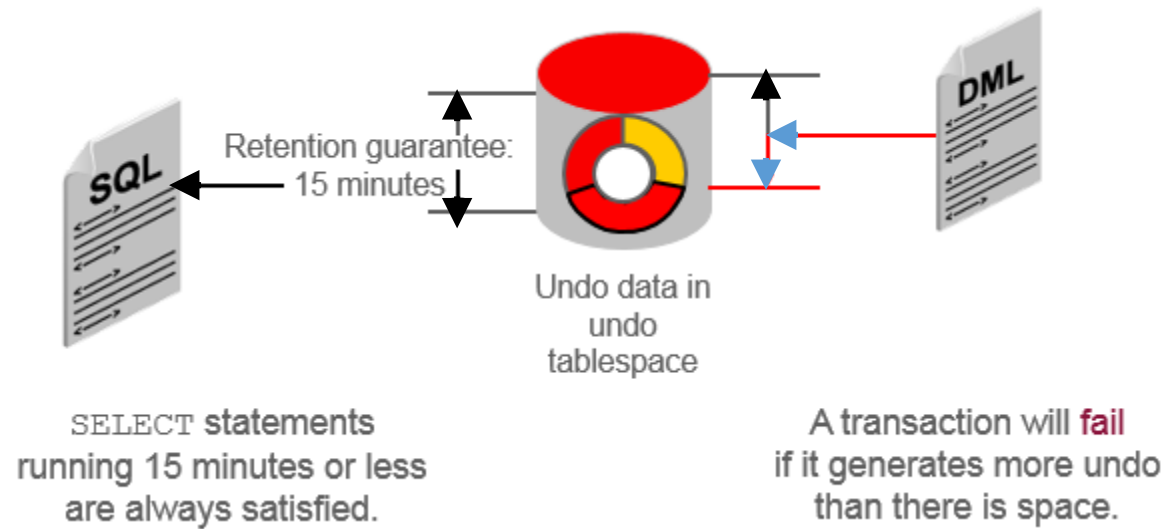 SQL
Retention guarantee:
15 minutes
DML
Undo data in
undo
tablespace
SELECT statements
running 15 minutes or less
are always satisfied.
A transaction will fail
if it generates more undo
than there is space.